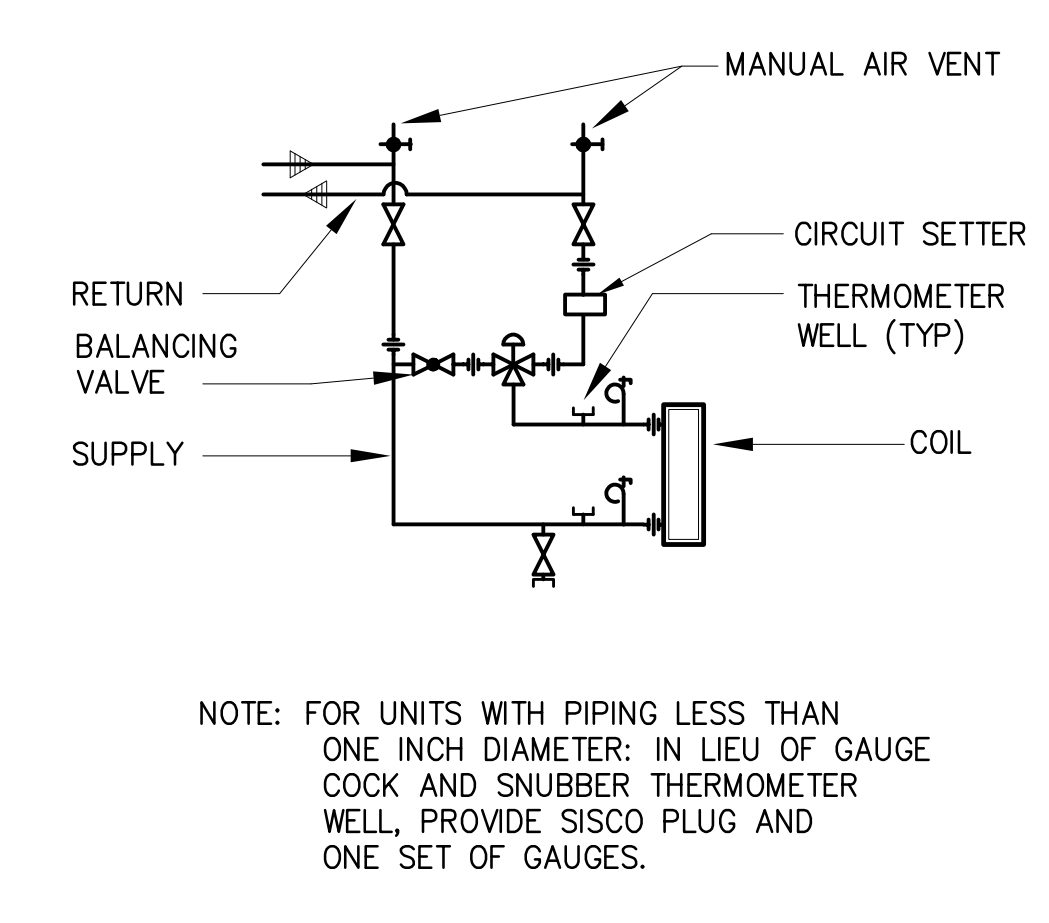 MANUAL AIR VENT
CIRCUIT SETTER
RETURN
THERMOMETER
WELL (TYP)
BALANCING
VALVE
SUPPLY
COIL
NOTE: FOR UNITS WITH PIPING LESS THAN
ONE INCH DIAMETER: IN LIEU OF GAUGE
COCK AND SNUBBER THERMOMETER
WELL, PROVIDE SISCO PLUG AND
ONE SET OF GAUGES.